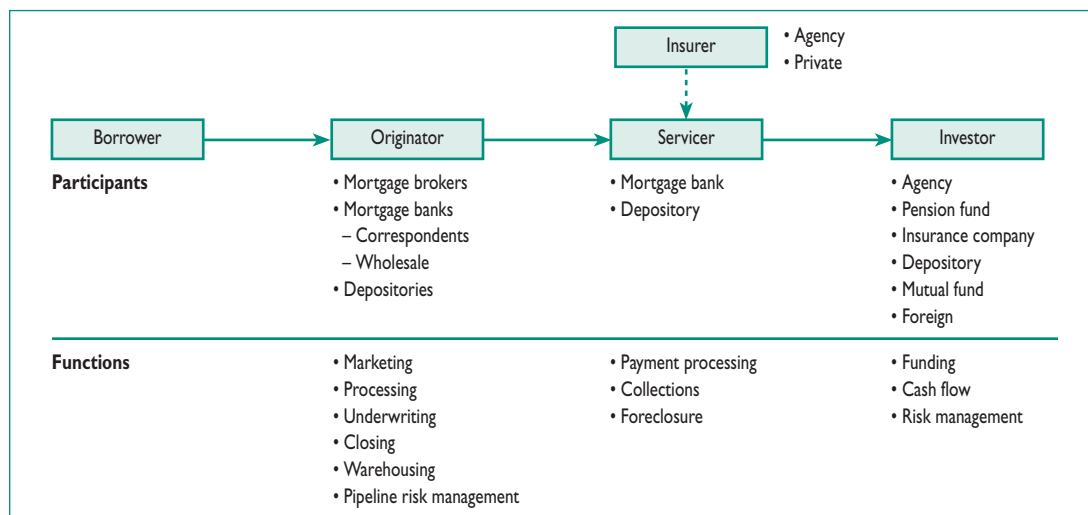 Insurer
• Agency
• Private
Borrower
Originator
Servicer
Investor
Participants
• Mortgage brokers
• Mortgage banks
– Correspondents
– Wholesale
• Depositories
• Mortgage bank
• Depository
• Agency
• Pension fund
• Insurance company
• Depository
• Mutual fund
• Foreign
Functions
• Marketing
• Processing
• Underwriting
• Closing
• Warehousing
• Pipeline risk management
• Payment processing
• Collections
• Foreclosure
• Funding
• Cash flow
• Risk management